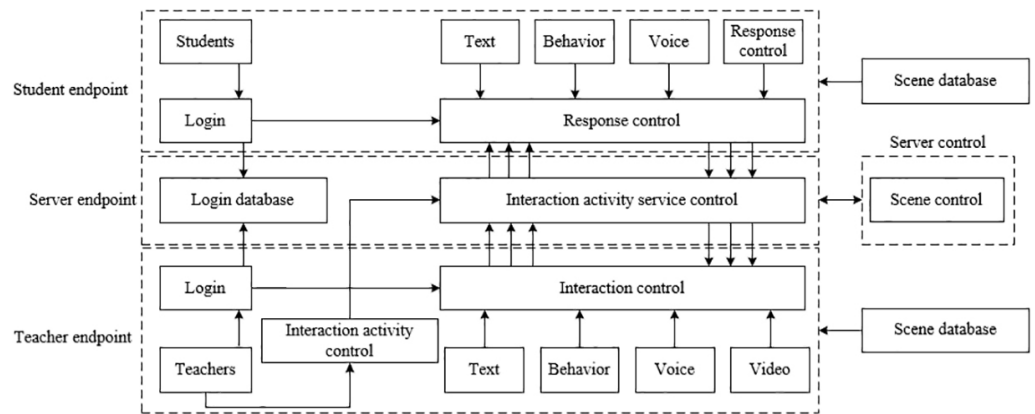 Students
Text
Behavior
Voice
Response
control
Student endpoint
Scene database
Login
Response control
Server control
Server endpoint
Login database
Interaction activity service control
Scene control
Login
Interaction control
Teacher endpoint
Interaction activity
control
Scene database
Teachers
Text
Behavior
Voice
Video